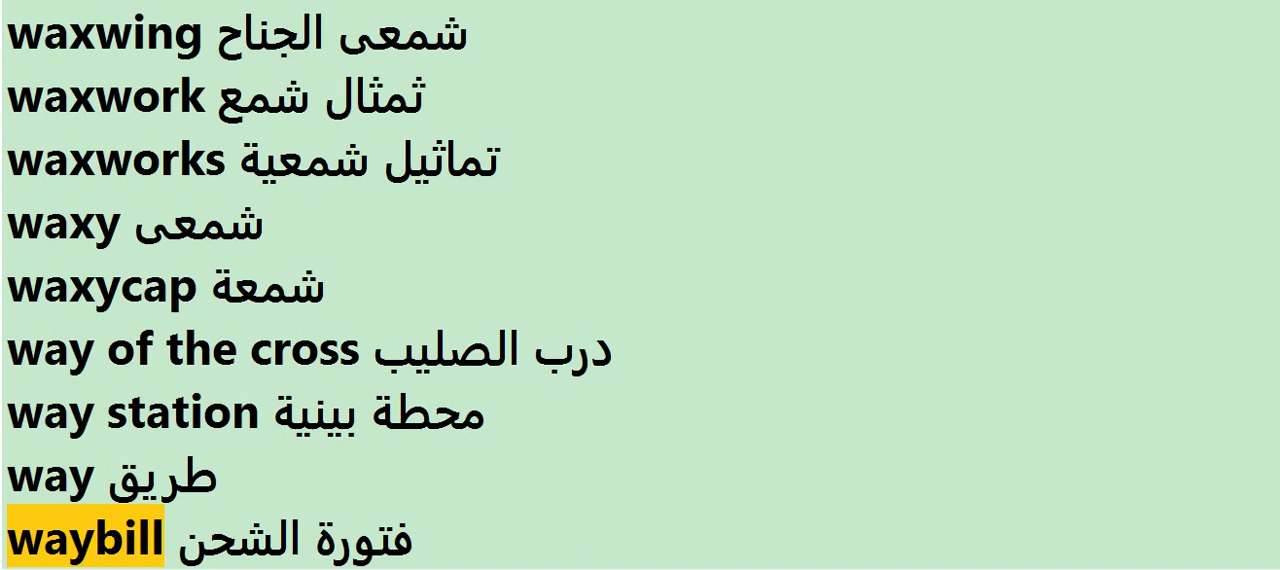 waxwing شمعى الجناح
waxwork ثمثال شمع
waxworks تماثيل شمعية
waxy شمعى
waxycap شمعة
way of the cross درب الصليب
way station محطة بينية
way طريق
waybill فتورة الشحن